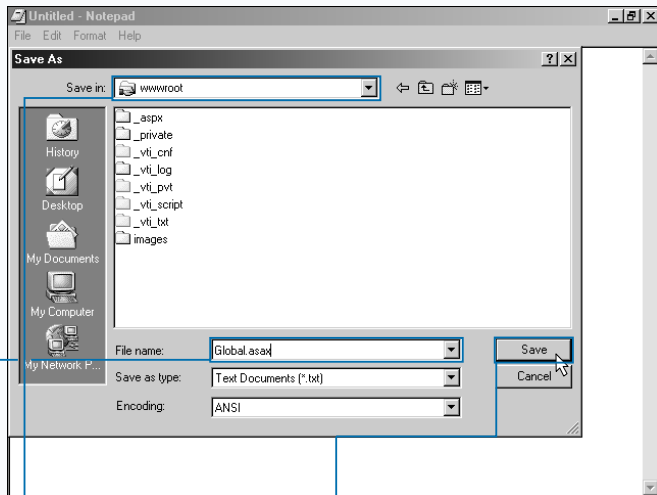 Untitled - Notepad
File Edit Format Help
Save As
Save in: wwwroot
_aspx
_private
_vti_cnf
_vti_log
_vti_pvt
_vti_script
_vti_txt
images
History
Desktop
My Documents
My Computer
My Network P...
File name: Global.asax
Save
Save as type: Text Documents (*.txt)
Cancel
Encoding: ANSI